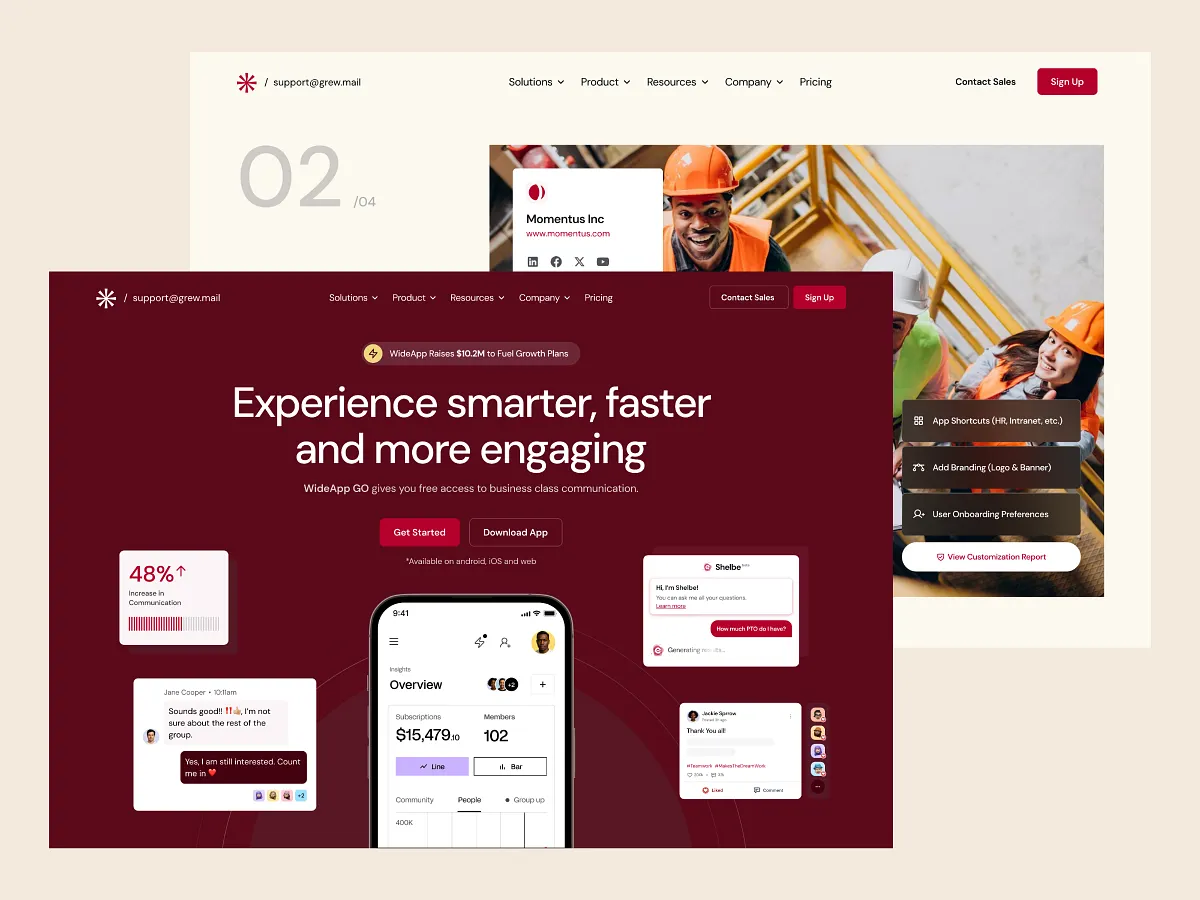 / support@grew.mail
Solutions
Product
Resources
Company
Pricing
Contact Sales
Sign Up
02
/04
Momentus Inc
www.momentus.com
App Shortcuts (HR, Intranet, etc.)
Add Branding (Logo & Banner)
User Onboarding Preferences
View Customization Report
/ support@grew.mail
Solutions
Product
Resources
Company
Pricing
Contact Sales
Sign Up
WideApp Raises $10.2M to Fuel Growth Plans
Experience smarter, faster
and more engaging
WideApp GO gives you free access to business class communication.
Get Started
Download App
*Available on android, iOS and web
48%↑
Increase in
Communication
Jane Cooper • 10:11am
Sounds good!! ‼️👍🏼, I'm not
sure about the rest of the
group.
Yes, I am still interested. Count
me in ❤️
+2
9:41
Insights
Overview
+2
+
Subscriptions
$15,479.10
Members
102
Line
Bar
Community
People
Group up
400K
Shelbe
Beta
Hi, I'm Shelbe!
You can ask me all your questions.
Learn more
How much PTO do I have?
Generating
Jackie Sprrow
Thank You all!
#Teamwork #MakesTheDreamWork
Liked
Comment